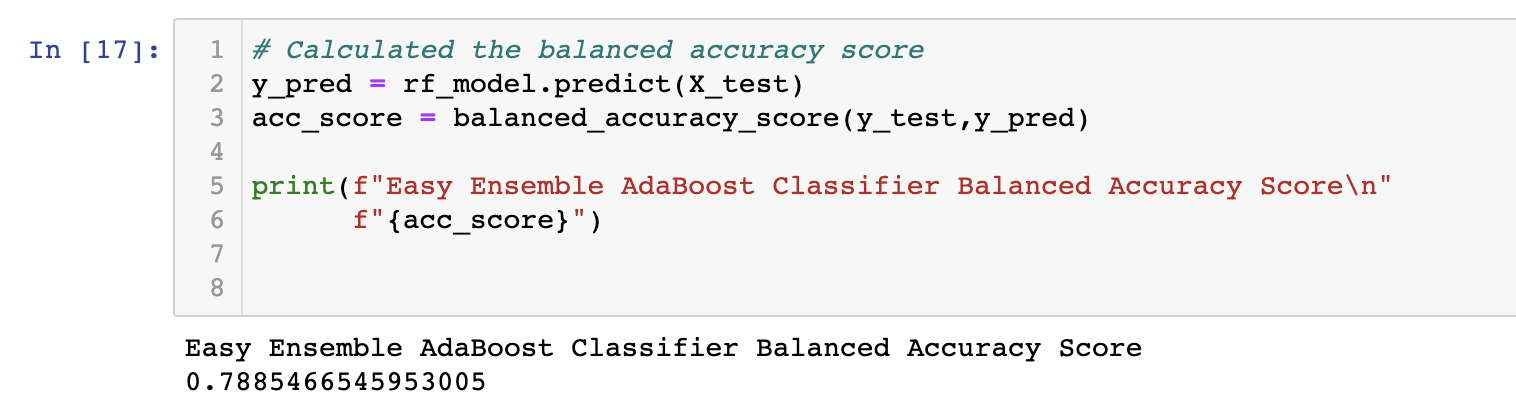 In [17]:
1 # Calculated the balanced accuracy score
2 y_pred = rf_model.predict(X_test)
3 acc_score = balanced_accuracy_score(y_test,y_pred)
4
5 print(f"Easy Ensemble AdaBoost Classifier Balanced Accuracy Score\n"
6       f"{acc_score}")
7
8
Easy Ensemble AdaBoost Classifier Balanced Accuracy Score
0.7885466545953005